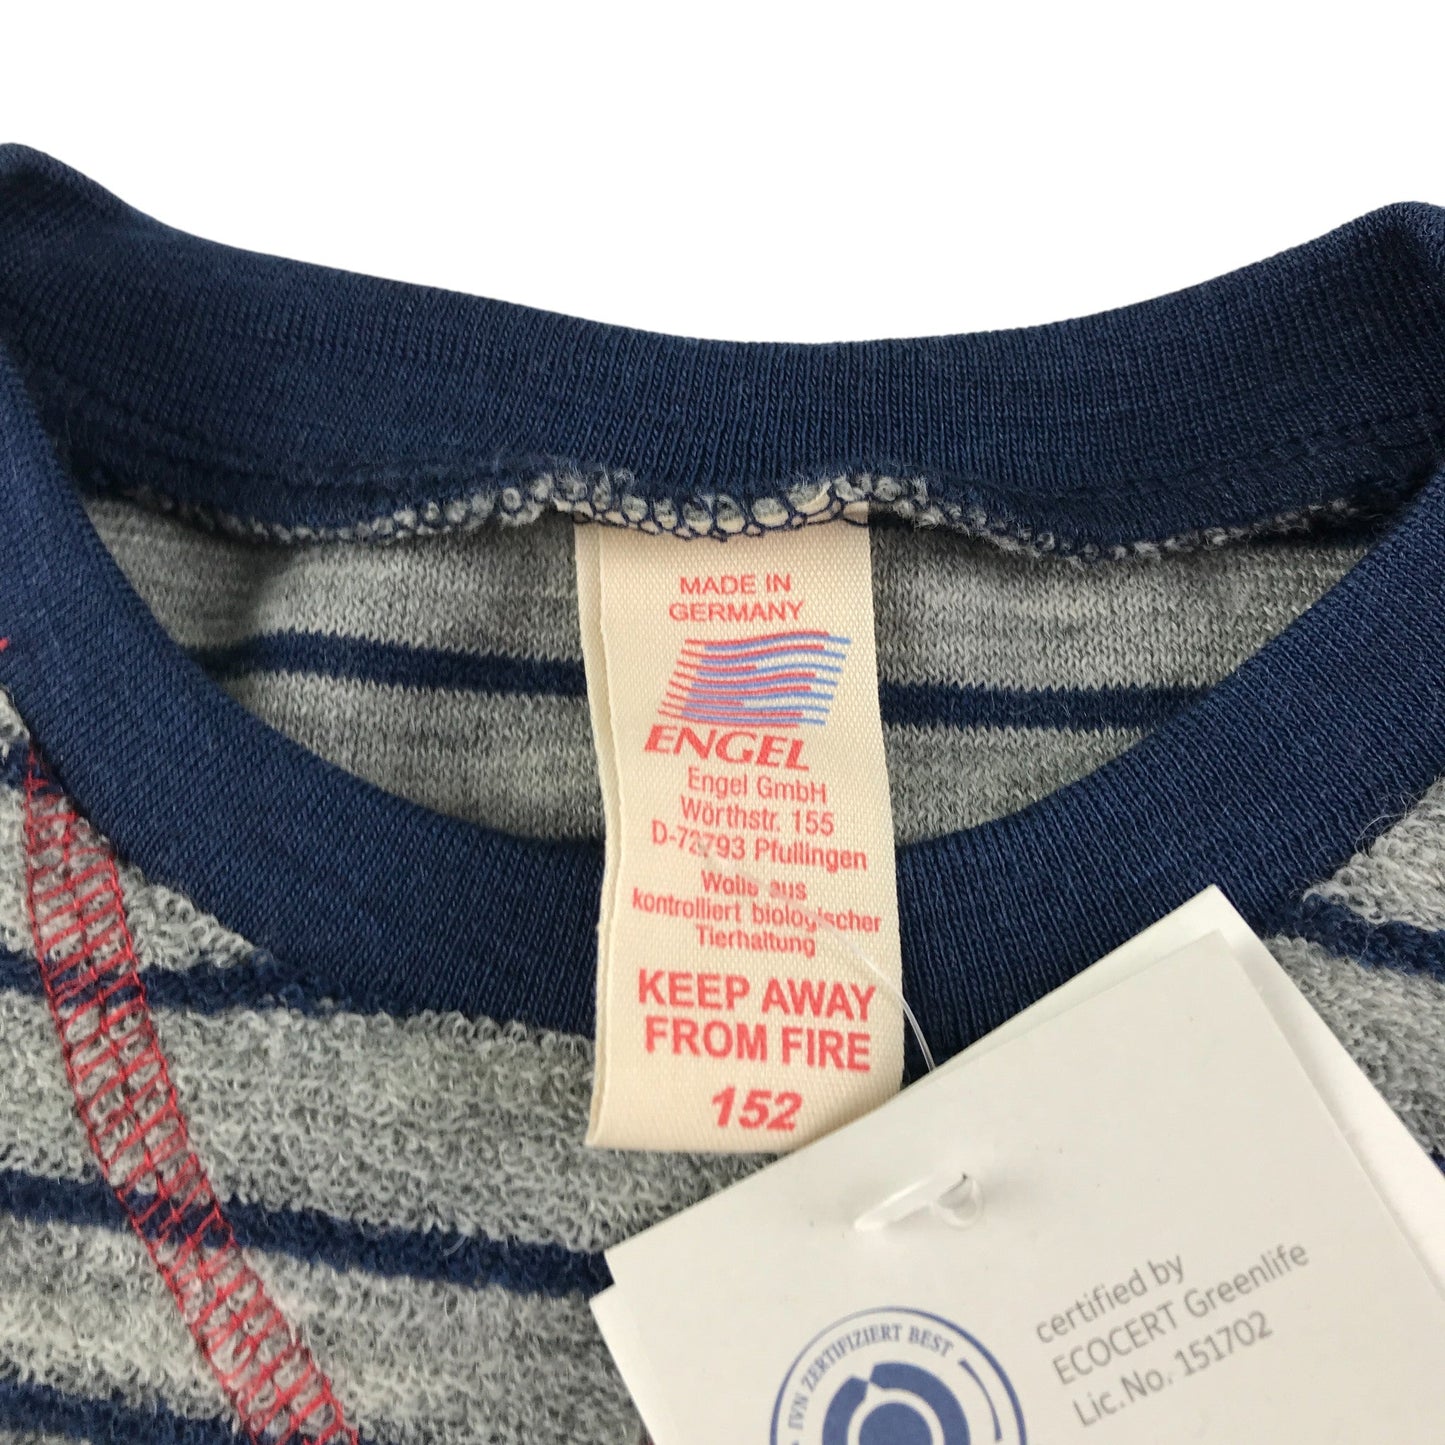 MADE IN
GERMANY
ENGEL
Engel GmbH
Wörthstr. 155
D-72793 Pfullingen
Wolle aus
kontrolliert biologischer
Tierhaltung
KEEP AWAY
FROM FIRE
152
certified by
ECOCERT Greenlife
Lic.No. 151702
IVN ZERTIFIZIERT BEST